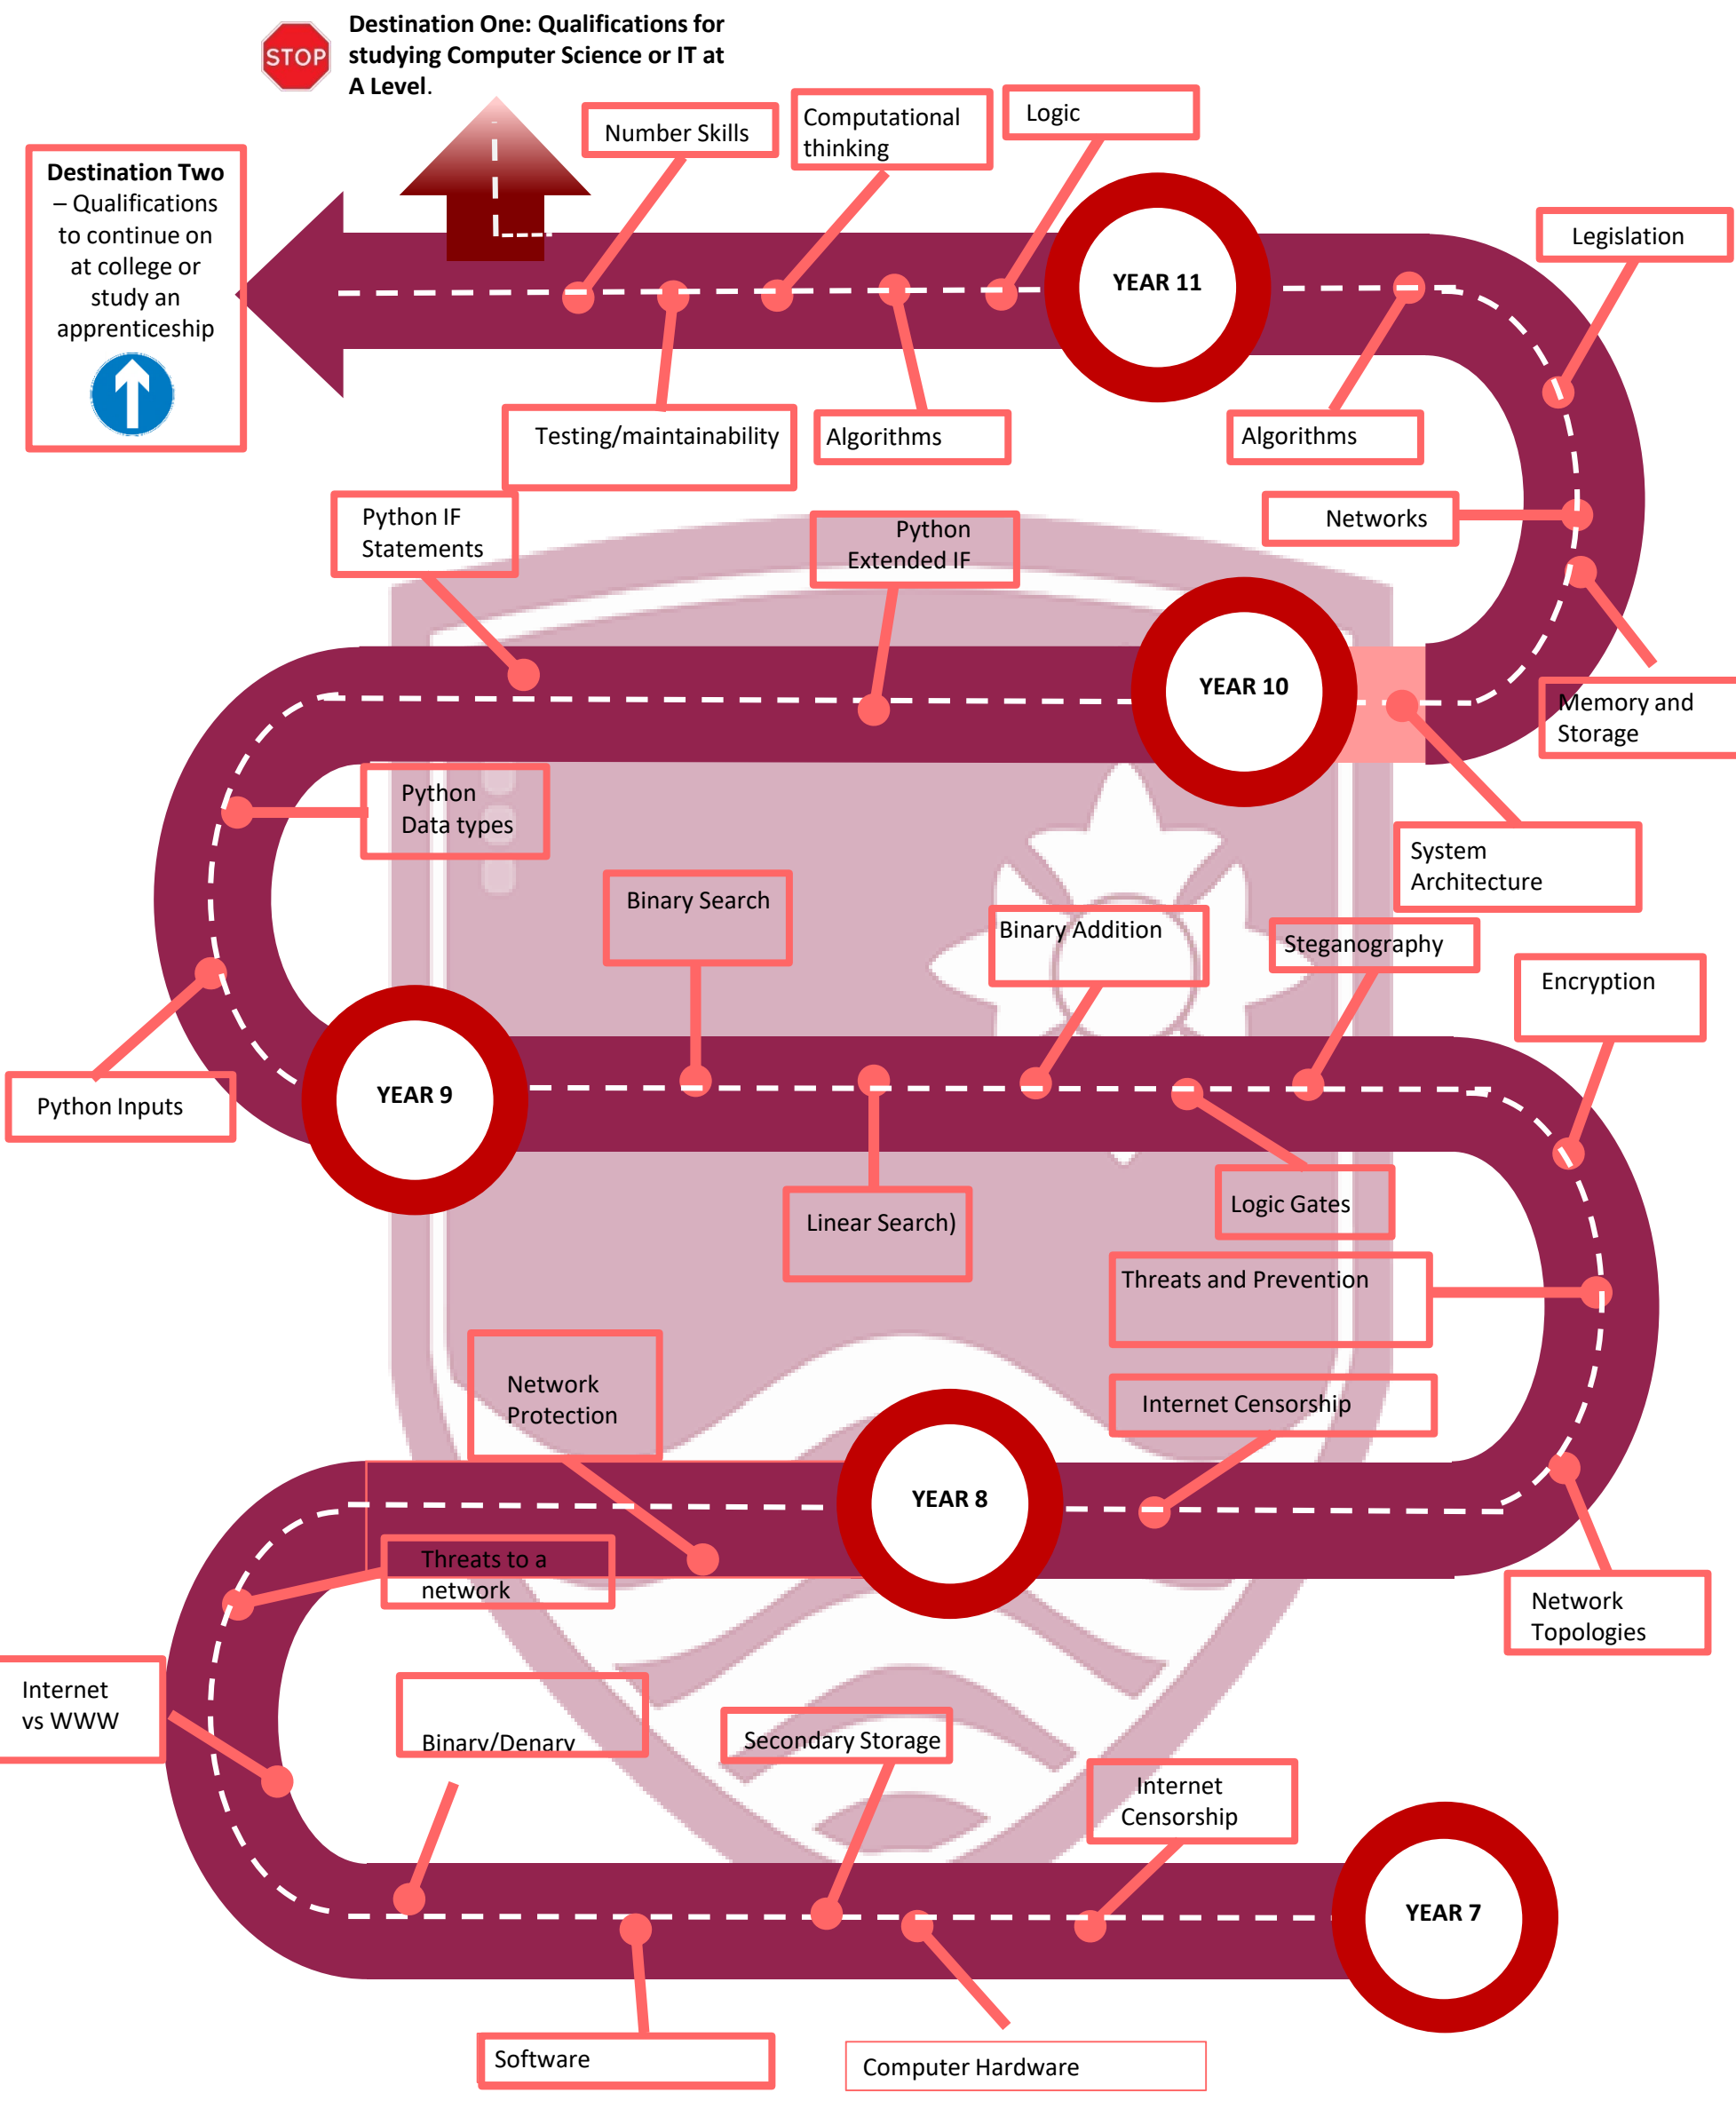 Destination One: Qualifications for
studying Computer Science or IT at
A Level.
STOP
Number Skills
Computational
thinking
Logic
Destination Two
– Qualifications
to continue on
at college or
study an
apprenticeship
YEAR 11
Legislation
Testing/maintainability
Algorithms
Algorithms
Python IF
Statements
Python
Extended IF
Networks
YEAR 10
Memory and
Storage
Python
Data types
System
Architecture
Binary Search
Binary Addition
Steganography
Encryption
Python Inputs
YEAR 9
Linear Search)
Logic Gates
Threats and Prevention
Network
Protection
Internet Censorship
YEAR 8
Threats to a
network
Network
Topologies
Internet
vs WWW
Binary/Denary
Secondary Storage
Internet
Censorship
YEAR 7
Software
Computer Hardware